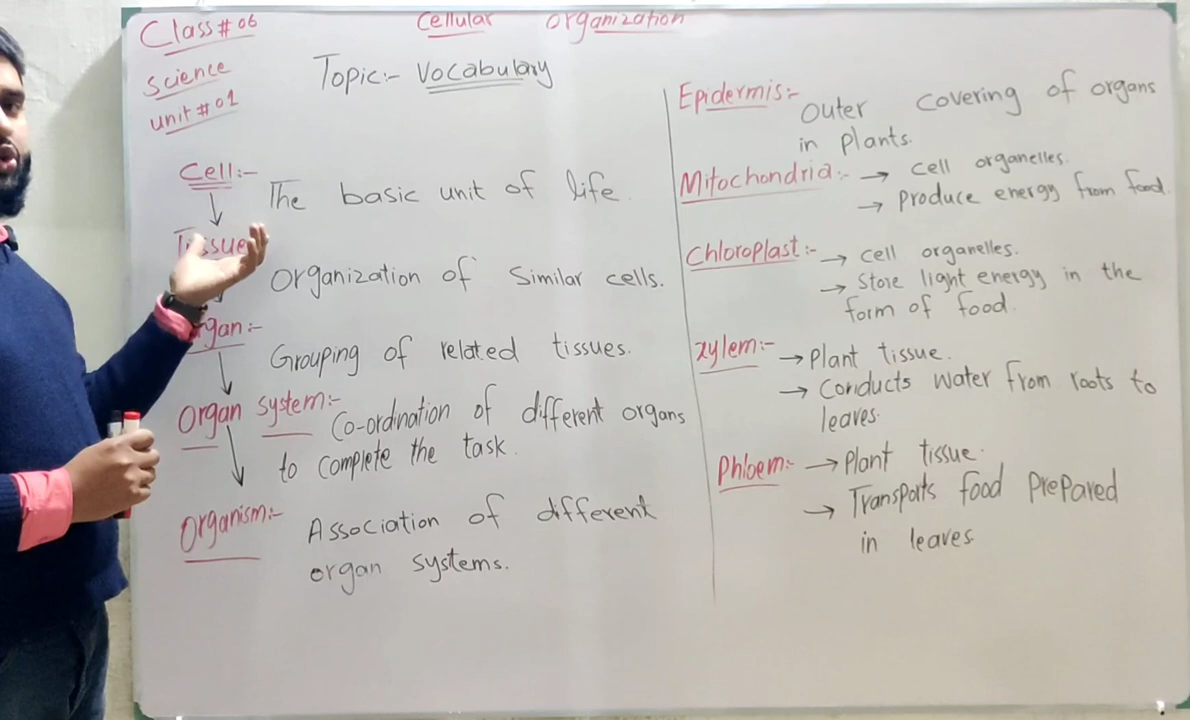 Class # 06
Cellular Organization
Science
unit # 01
Topic:- Vocabulary
Cell:-
The basic unit of life.
Tissue
Organization of Similar cells.
gan:-
Grouping of related tissues.
Organ system:- Co-ordination of different organs
to complete the task.
Organism:- Association of different
organ systems.
Epidermis:- Outer covering of organs
in plants.
Mitochondria:- → cell organelles.
→ produce energy from food.
Chloroplast:- → cell organelles.
→ Store light energy in the
form of food.
Xylem:- → Plant tissue.
→ Conducts water from roots to
leaves.
Phloem:- → Plant tissue.
→ Transports food prepared
in leaves.